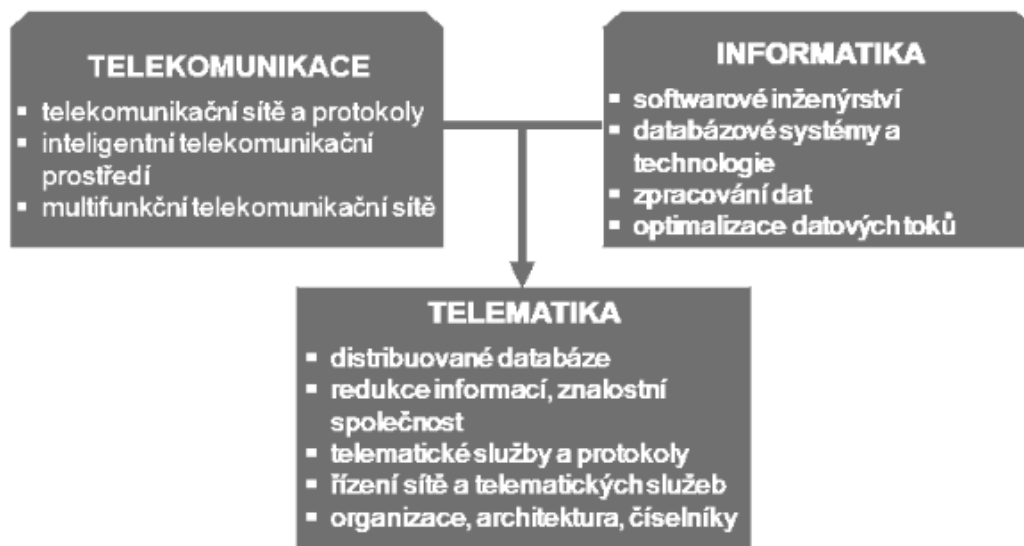 TELEKOMUNIKACE
▪ telekomunikační sítě a protokoly
▪ inteligentní telekomunikační
prostředí
▪ multifunkční telekomunikační sítě
INFORMATIKA
▪ softwarové inženýrství
▪ databázové systémy a
technologie
▪ zpracování dat
▪ optimalizace datových toků
TELEMATIKA
▪ distribuované databáze
▪ redukce informací, znalostní
společnost
▪ telematické služby a protokoly
▪ řízení sítě a telematických služeb
▪ organizace, architektura, číselníky